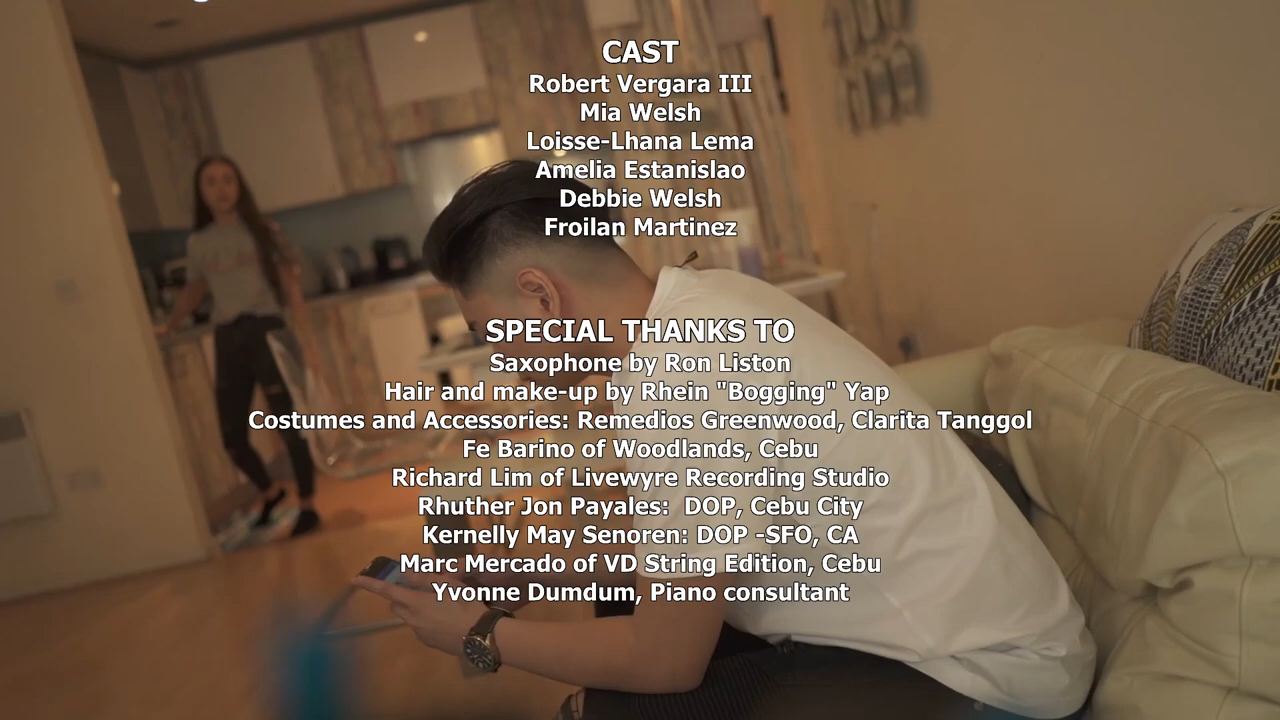 CAST
Robert Vergara III
Mia Welsh
Loisse-Lhana Lema
Amelia Estanislao
Debbie Welsh
Froilan Martinez
SPECIAL THANKS TO
Saxophone by Ron Liston
Hair and make-up by Rhein "Bogging" Yap
Costumes and Accessories: Remedios Greenwood, Clarita Tanggol
Fe Barino of Woodlands, Cebu
Richard Lim of Livewyre Recording Studio
Rhuther Jon Payales:  DOP, Cebu City
Kernelly May Senoren: DOP -SFO, CA
Marc Mercado of VD String Edition, Cebu
Yvonne Dumdum, Piano consultant